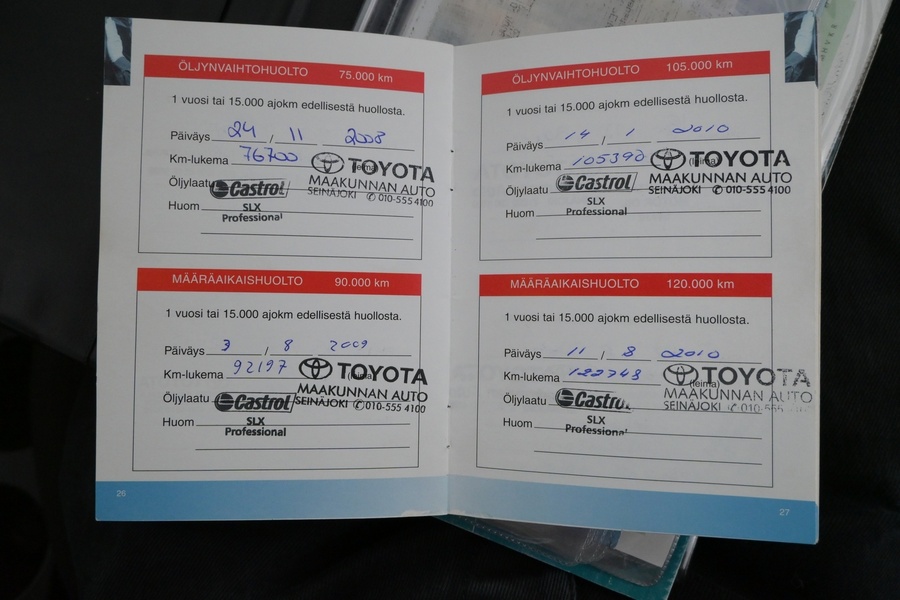 ÖLJYNVAIHTOHUOLTO 75.000 km
1 vuosi tai 15.000 ajokm edellisestä huollosta.
Päiväys 24 / 11 2008
Km-lukema 76700 (leima)
TOYOTA
MAAKUNNAN AUTO
SEINÄJOKI ✆ 010-555 4100
Öljylaatu Castrol
SLX
Professional
Huom
MÄÄRÄAIKAISHUOLTO 90.000 km
1 vuosi tai 15.000 ajokm edellisestä huollosta.
Päiväys 3 / 8 2009
Km-lukema 92197 (leima)
TOYOTA
MAAKUNNAN AUTO
SEINÄJOKI ✆ 010-555 4100
Öljylaatu Castrol
SLX
Professional
Huom
26
ÖLJYNVAIHTOHUOLTO 105.000 km
1 vuosi tai 15.000 ajokm edellisestä huollosta.
Päiväys 14 / 1 2010
Km-lukema 105390 (leima)
TOYOTA
MAAKUNNAN AUTO
SEINÄJOKI ✆ 010-555 4100
Öljylaatu Castrol
SLX
Professional
Huom
MÄÄRÄAIKAISHUOLTO 120.000 km
1 vuosi tai 15.000 ajokm edellisestä huollosta.
Päiväys 11 / 8 2010
Km-lukema 122748 (leima)
TOYOTA
MAAKUNNAN AUTO
SEINÄJOKI ✆ 010-555
Öljylaatu Castrol
SLX
Professional
Huom
27